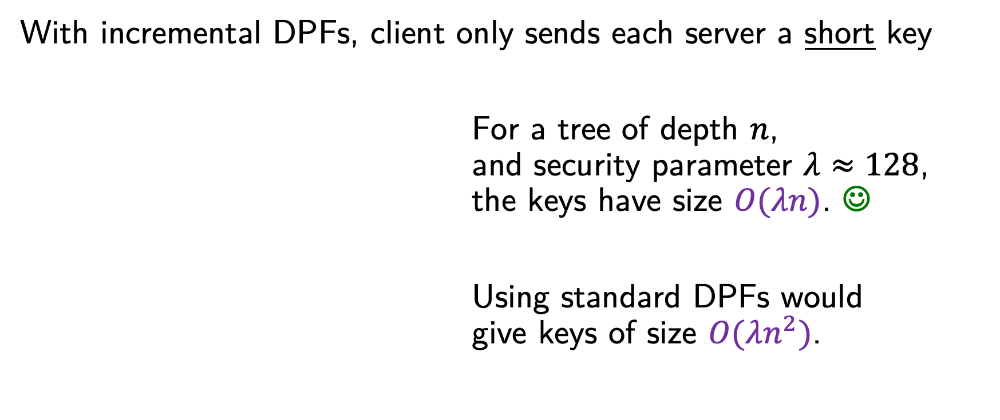 With incremental DPFs, client only sends each server a short key
For a tree of depth n,
and security parameter λ ≈ 128,
the keys have size O(λn). ☺
Using standard DPFs would
give keys of size O(λn²).